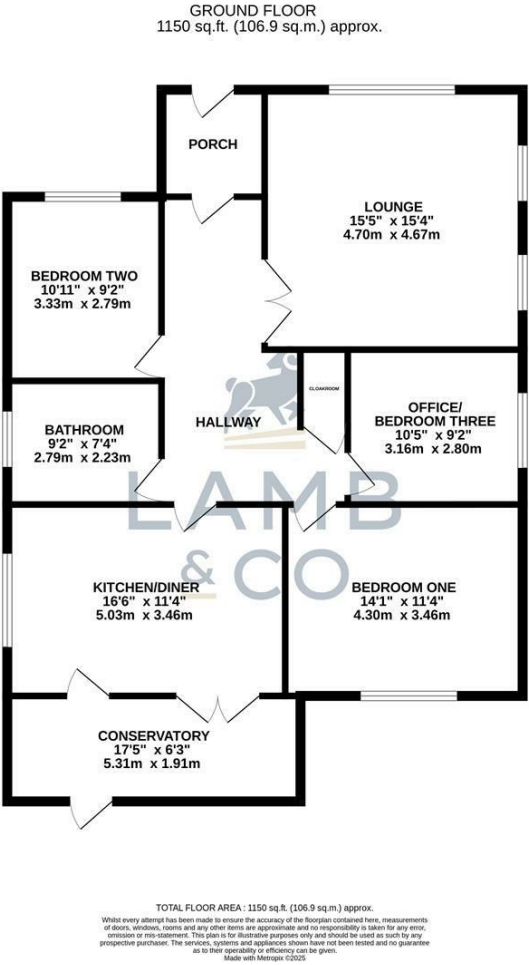 GROUND FLOOR
1150 sq.ft. (106.9 sq.m.) approx.
PORCH
LOUNGE
15'5" x 15'4"
4.70m x 4.67m
BEDROOM TWO
10'11" x 9'2"
3.33m x 2.79m
CLOAKROOM
BATHROOM
9'2" x 7'4"
2.79m x 2.23m
HALLWAY
OFFICE/
BEDROOM THREE
10'5" x 9'2"
3.16m x 2.80m
LAMB
& CO
KITCHEN/DINER
16'6" x 11'4"
5.03m x 3.46m
BEDROOM ONE
14'1" x 11'4"
4.30m x 3.46m
CONSERVATORY
17'5" x 6'3"
5.31m x 1.91m
TOTAL FLOOR AREA : 1150 sq.ft. (106.9 sq.m.) approx.
Whilst every attempt has been made to ensure the accuracy of the floorplan contained here, measurements
of doors, windows, rooms and any other items are approximate and no responsibility is taken for any error,
omission or mis-statement. This plan is for illustrative purposes only and should be used as such by any
prospective purchaser. The services, systems and appliances shown have not been tested and no guarantee
as to their operability or efficiency can be given.
Made with Metropix ©2025